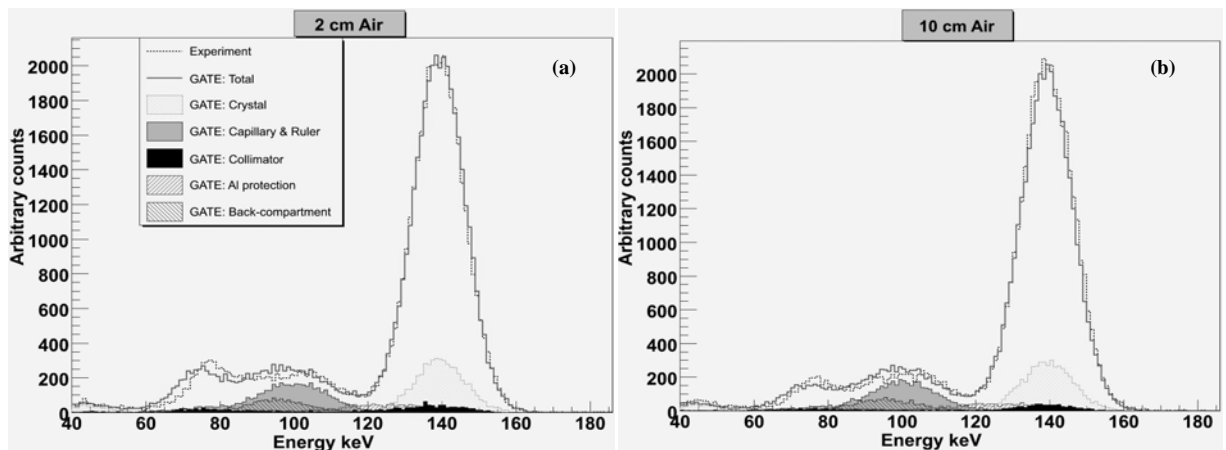 2 cm Air
Arbitrary counts
2000
1800
1600
1400
1200
1000
800
600
400
200
0
Experiment
GATE: Total
GATE: Crystal
GATE: Capillary & Ruler
GATE: Collimator
GATE: Al protection
GATE: Back-compartment
(a)
40 60 80 100 120 140 160 180
Energy keV
10 cm Air
Arbitrary counts
2000
1800
1600
1400
1200
1000
800
600
400
200
0
(b)
40 60 80 100 120 140 160 180
Energy keV